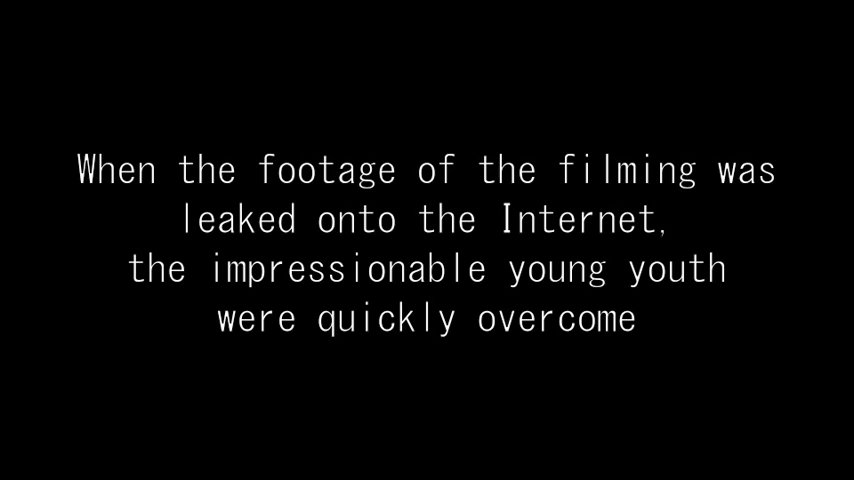 When the footage of the filming was
leaked onto the Internet,
the impressionable young youth
were quickly overcome